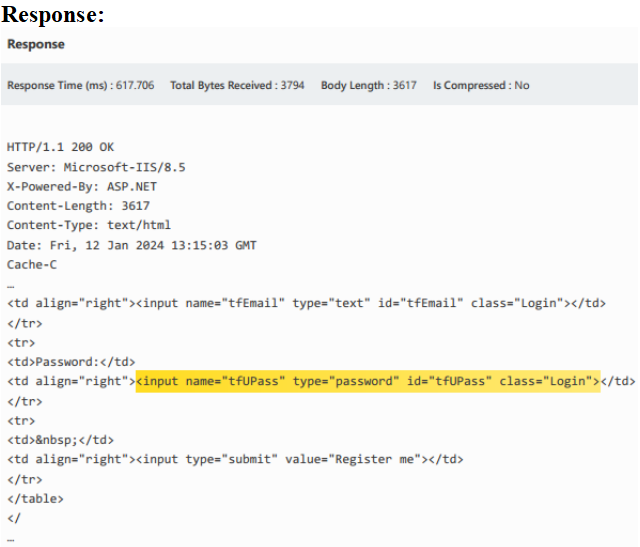 Response:
Response
Response Time (ms) : 617.706 Total Bytes Received : 3794 Body Length : 3617 Is Compressed : No
HTTP/1.1 200 OK
Server: Microsoft-IIS/8.5
X-Powered-By: ASP.NET
Content-Length: 3617
Content-Type: text/html
Date: Fri, 12 Jan 2024 13:15:03 GMT
Cache-C
…
<td align="right"><input name="tfEmail" type="text" id="tfEmail" class="Login"></td>
</tr>
<tr>
<td>Password:</td>
<td align="right"><input name="tfUPass" type="password" id="tfUPass" class="Login"></td>
</tr>
<tr>
<td>&nbsp;</td>
<td align="right"><input type="submit" value="Register me"></td>
</tr>
</table>
</
…